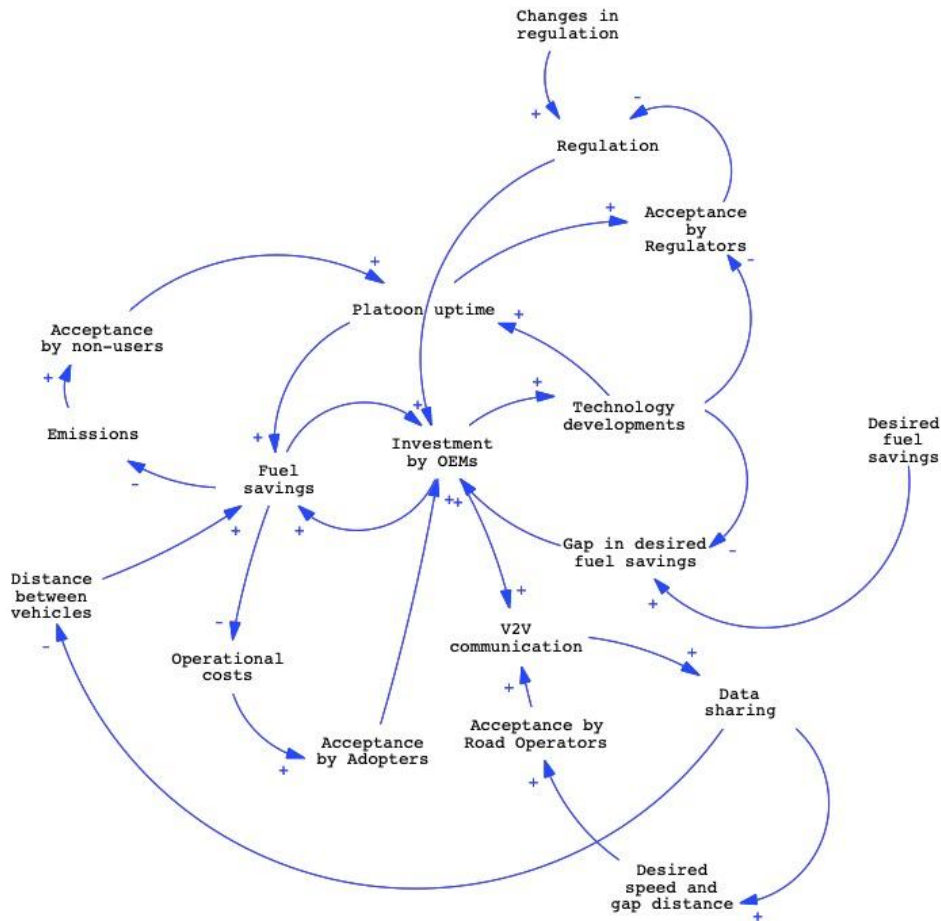 Changes in
regulation
-
+
Regulation
+
Acceptance
by
Regulators
-
+
Platoon uptime
+
Acceptance
by non-users
+
+
+
Technology
developments
Desired
fuel
savings
Emissions
+
Investment
by OEMs
Fuel
savings
-
++
+
+
Gap in desired
fuel savings
-
Distance
between
vehicles
+
+
-
V2V
communication
-
+
Operational
costs
+
Data
sharing
Acceptance by
Road Operators
Acceptance
by Adopters
+
+
Desired
speed and
gap distance
+